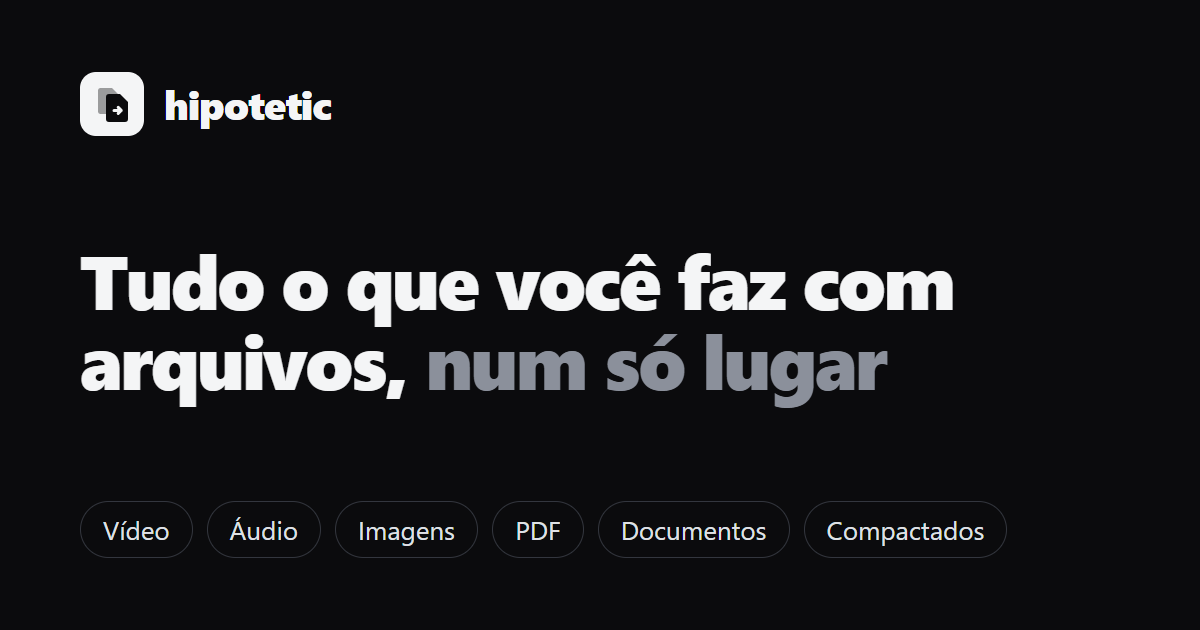 hipotetic
Tudo o que você faz com
arquivos, num só lugar
Vídeo
Áudio
Imagens
PDF
Documentos
Compactados